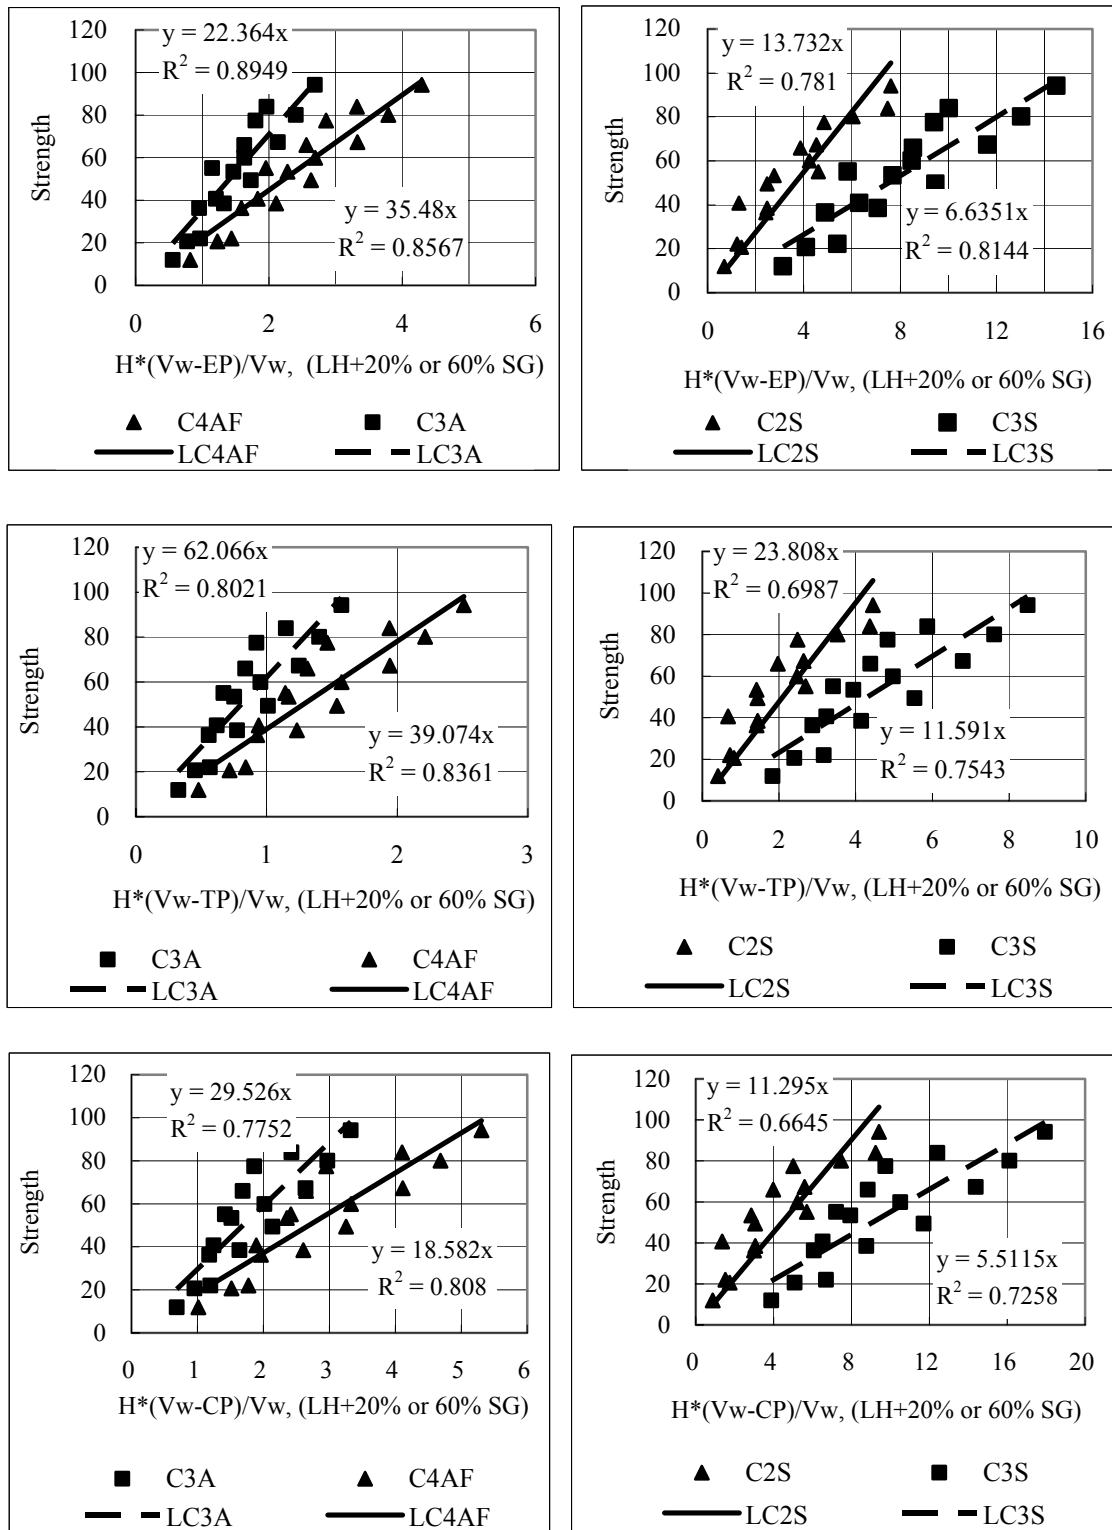 120
100
80
60
40
20
0
Strength
y = 22.364x
R² = 0.8949
y = 35.48x
R² = 0.8567
0 2 4 6
H*(Vw-EP)/Vw, (LH+20% or 60% SG)
C4AF C3A
LC4AF LC3A
120
100
80
60
40
20
0
Strength
y = 13.732x
R² = 0.781
y = 6.6351x
R² = 0.8144
0 4 8 12 16
H*(Vw-EP)/Vw, (LH+20% or 60% SG)
C2S C3S
LC2S LC3S
120
100
80
60
40
20
0
Strength
y = 62.066x
R² = 0.8021
y = 39.074x
R² = 0.8361
0 1 2 3
H*(Vw-TP)/Vw, (LH+20% or 60% SG)
C3A C4AF
LC3A LC4AF
120
100
80
60
40
20
0
Strength
y = 23.808x
R² = 0.6987
y = 11.591x
R² = 0.7543
0 2 4 6 8 10
H*(Vw-TP)/Vw, (LH+20% or 60% SG)
C2S C3S
LC2S LC3S
120
100
80
60
40
20
0
Strength
y = 29.526x
R² = 0.7752
y = 18.582x
R² = 0.808
0 1 2 3 4 5 6
H*(Vw-CP)/Vw, (LH+20% or 60% SG)
C3A C4AF
LC3A LC4AF
120
100
80
60
40
20
0
Strength
y = 11.295x
R² = 0.6645
y = 5.5115x
R² = 0.7258
0 4 8 12 16 20
H*(Vw-CP)/Vw, (LH+20% or 60% SG)
C2S C3S
LC2S LC3S